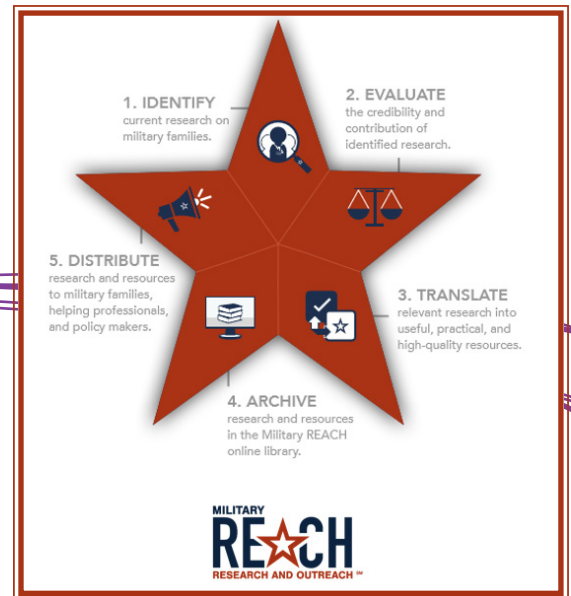 1. IDENTIFY
current research on
military families.
2. EVALUATE
the credibility and
contribution of
identified research.
3. TRANSLATE
relevant research into
useful, practical, and
high-quality resources.
4. ARCHIVE
research and resources
in the Military REACH
online library.
5. DISTRIBUTE
research and resources
to military families,
helping professionals,
and policy makers.
MILITARY
REACH
RESEARCH AND OUTREACH ℠